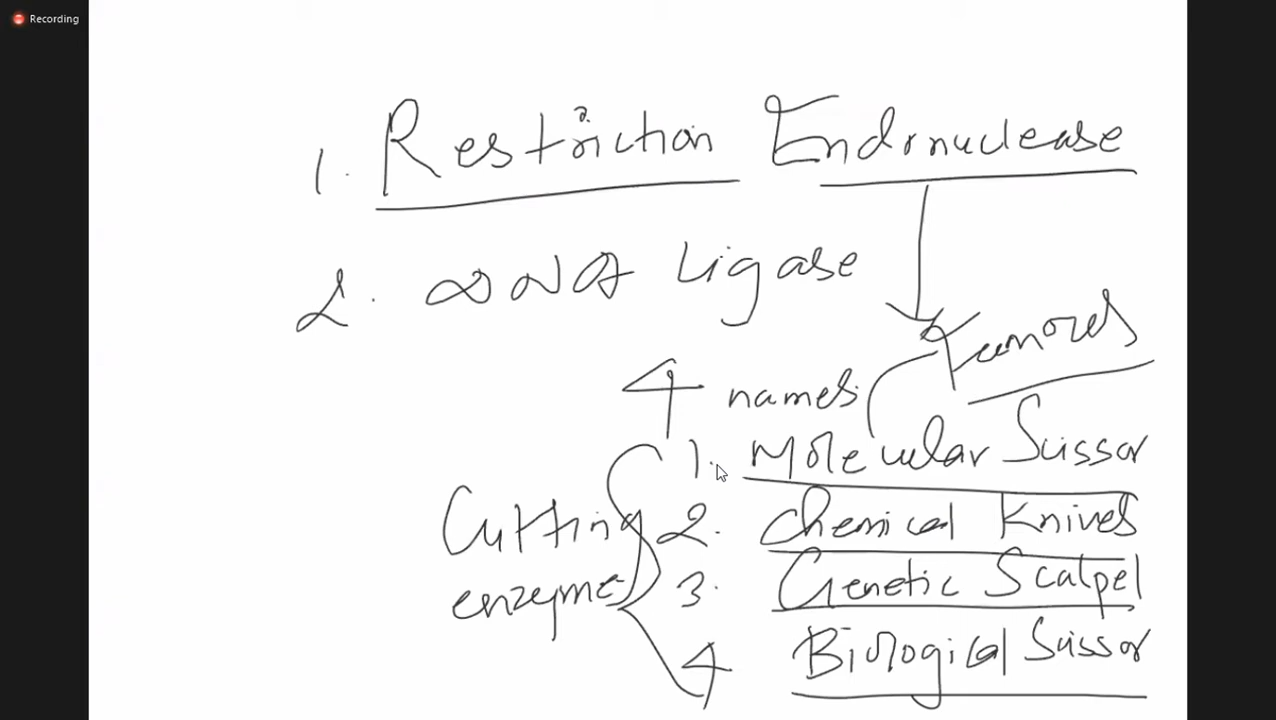 Recording
1. Restriction Endonuclease
2. DNA Ligase
4 names
1. Molecular Scissor
Cutting 2. Chemical Knives
enzyme 3. Genetic Scalpel
4 Biological Scissor